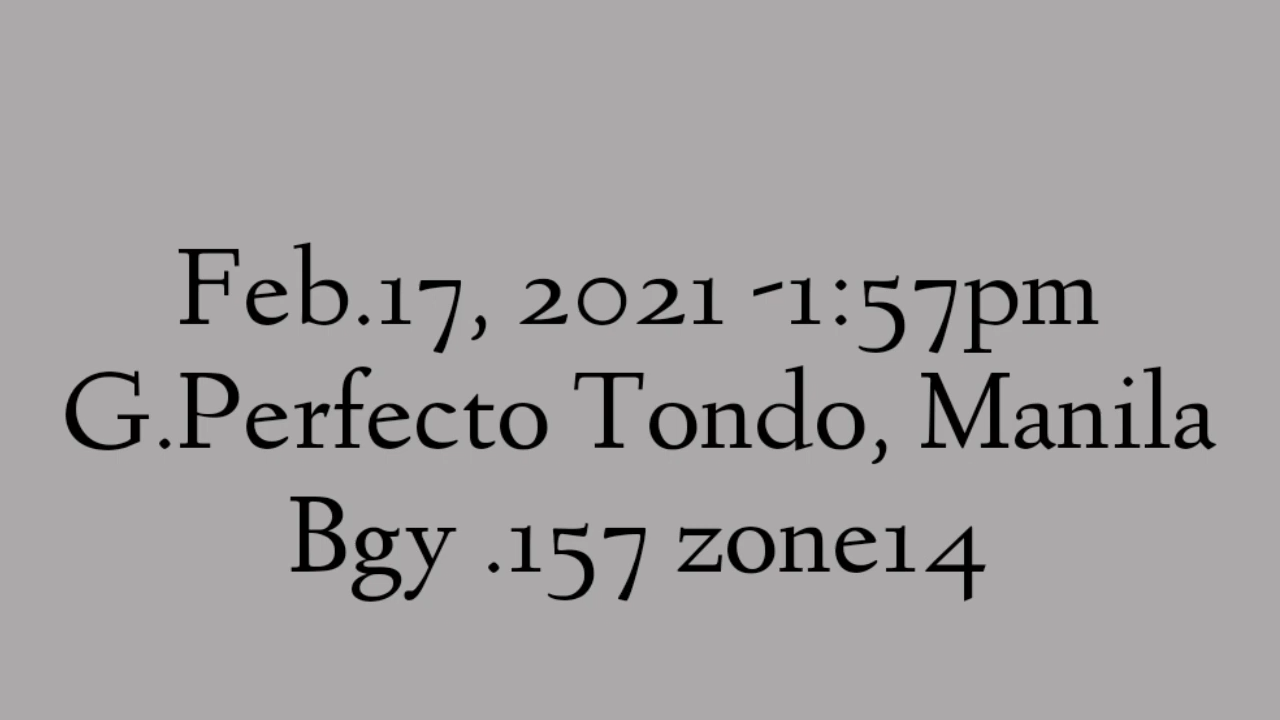 Feb.17, 2021 -1:57pm
G.Perfecto Tondo, Manila
Bgy .157 zone14